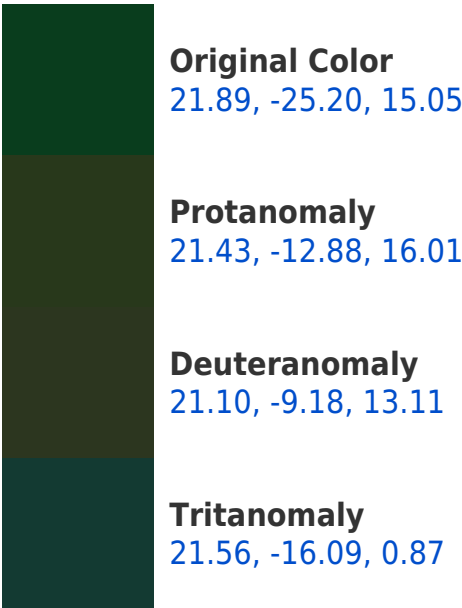 Original Color
21.89, -25.20, 15.05
Protanomaly
21.43, -12.88, 16.01
Deuteranomaly
21.10, -9.18, 13.11
Tritanomaly
21.56, -16.09, 0.87